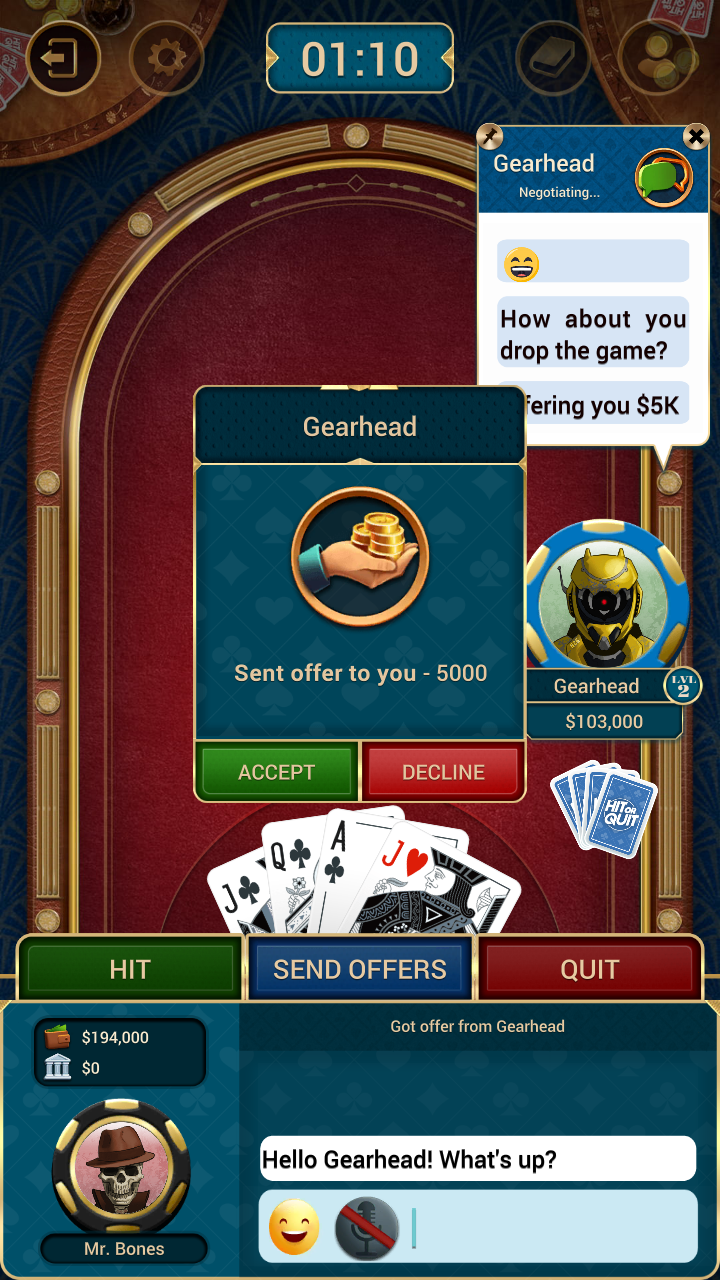 01:10
Gearhead
Negotiating...
How about you
drop the game?
fering you $5K
Gearhead
Sent offer to you - 5000
ACCEPT
DECLINE
Gearhead
LVL
2
$103,000
HIT OR
QUIT
J
Q
A
J
HIT
SEND OFFERS
QUIT
$194,000
$0
Got offer from Gearhead
Hello Gearhead! What's up?
Mr. Bones